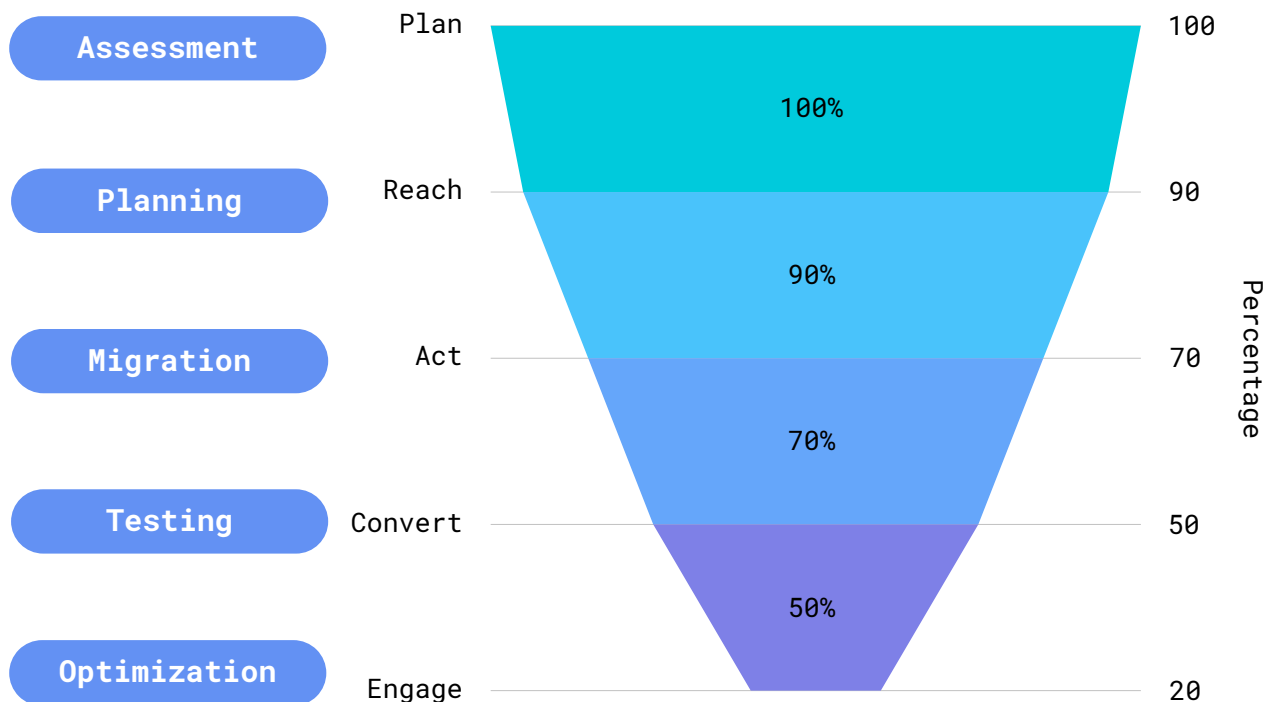 Assessment
Plan
100
100%
Planning
Reach
90
90%
Percentage
Migration
Act
70
70%
Testing
Convert
50
50%
Optimization
Engage
20